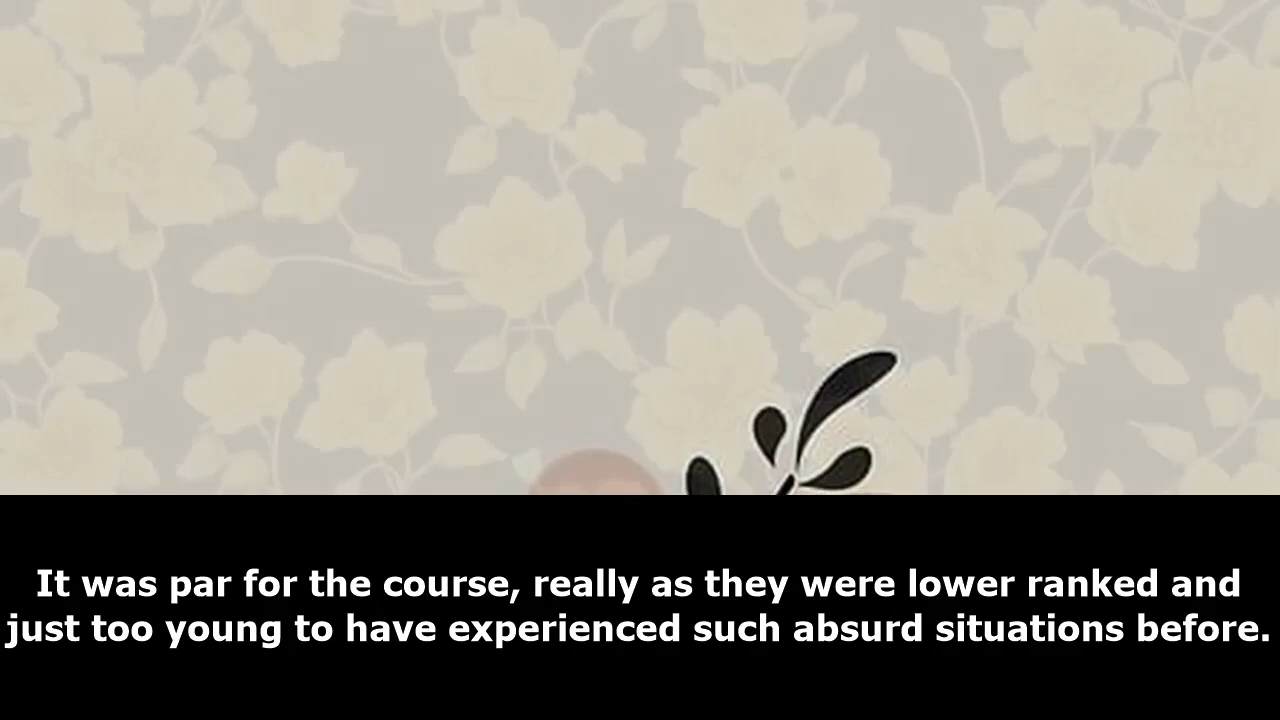 It was par for the course, really as they were lower ranked and
just too young to have experienced such absurd situations before.